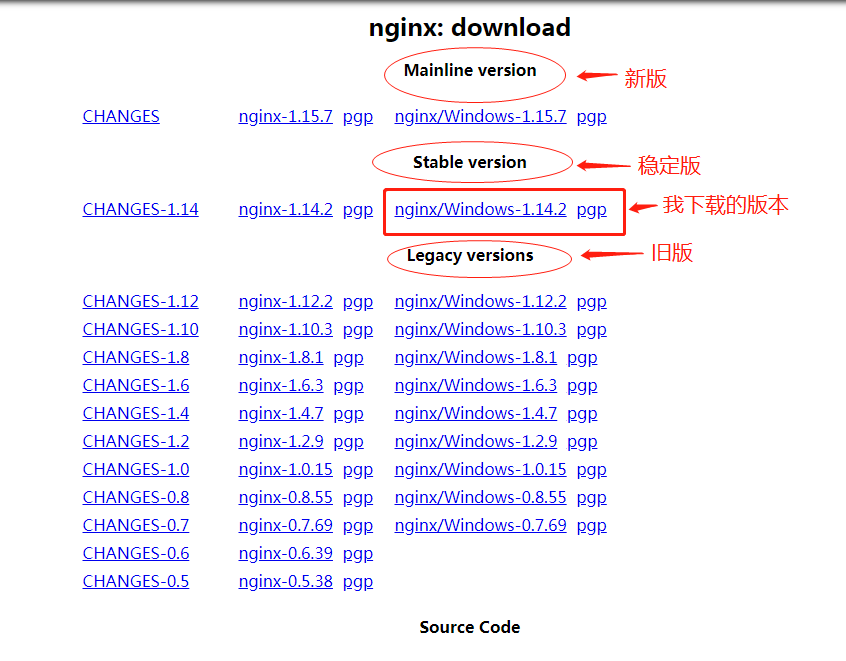 nginx: download
Mainline version
新版
CHANGES nginx-1.15.7 pgp nginx/Windows-1.15.7 pgp
Stable version
稳定版
CHANGES-1.14 nginx-1.14.2 pgp nginx/Windows-1.14.2 pgp
我下载的版本
Legacy versions
旧版
CHANGES-1.12 nginx-1.12.2 pgp nginx/Windows-1.12.2 pgp
CHANGES-1.10 nginx-1.10.3 pgp nginx/Windows-1.10.3 pgp
CHANGES-1.8 nginx-1.8.1 pgp nginx/Windows-1.8.1 pgp
CHANGES-1.6 nginx-1.6.3 pgp nginx/Windows-1.6.3 pgp
CHANGES-1.4 nginx-1.4.7 pgp nginx/Windows-1.4.7 pgp
CHANGES-1.2 nginx-1.2.9 pgp nginx/Windows-1.2.9 pgp
CHANGES-1.0 nginx-1.0.15 pgp nginx/Windows-1.0.15 pgp
CHANGES-0.8 nginx-0.8.55 pgp nginx/Windows-0.8.55 pgp
CHANGES-0.7 nginx-0.7.69 pgp nginx/Windows-0.7.69 pgp
CHANGES-0.6 nginx-0.6.39 pgp
CHANGES-0.5 nginx-0.5.38 pgp
Source Code